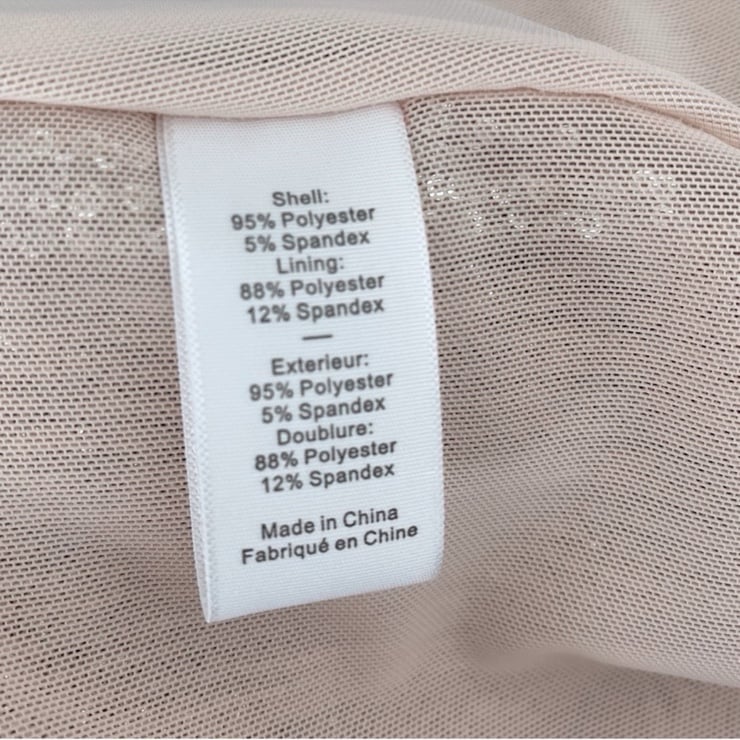 Shell:
95% Polyester
5% Spandex
Lining:
88% Polyester
12% Spandex
—
Exterieur:
95% Polyester
5% Spandex
Doublure:
88% Polyester
12% Spandex
Made in China
Fabriqué en Chine